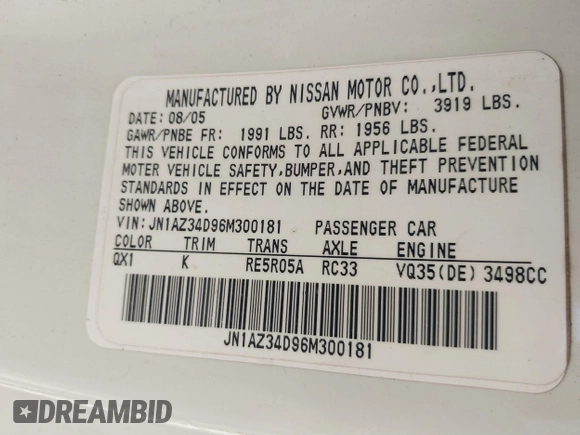 MANUFACTURED BY NISSAN MOTOR CO.,LTD.
DATE: 08/05 GVWR/PNBV: 3919 LBS.
GAWR/PNBE FR: 1991 LBS. RR: 1956 LBS.
THIS VEHICLE CONFORMS TO ALL APPLICABLE FEDERAL
MOTER VEHICLE SAFETY,BUMPER,AND THEFT PREVENTION
STANDARDS IN EFFECT ON THE DATE OF MANUFACTURE
SHOWN ABOVE.
VIN: JN1AZ34D96M300181 PASSENGER CAR
COLOR TRIM TRANS AXLE ENGINE
QX1 K RE5R05A RC33 VQ35(DE) 3498CC
JN1AZ34D96M300181
DREAMBID